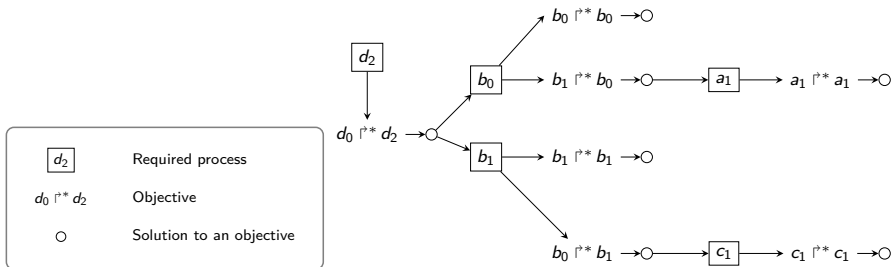 b₀ ↱* b₀
d₂
b₀
b₁ ↱* b₀
a₁
a₁ ↱* a₁
d₀ ↱* d₂
b₁
b₁ ↱* b₁
b₀ ↱* b₁
c₁
c₁ ↱* c₁
d₂ Required process
d₀ ↱* d₂ Objective
Solution to an objective